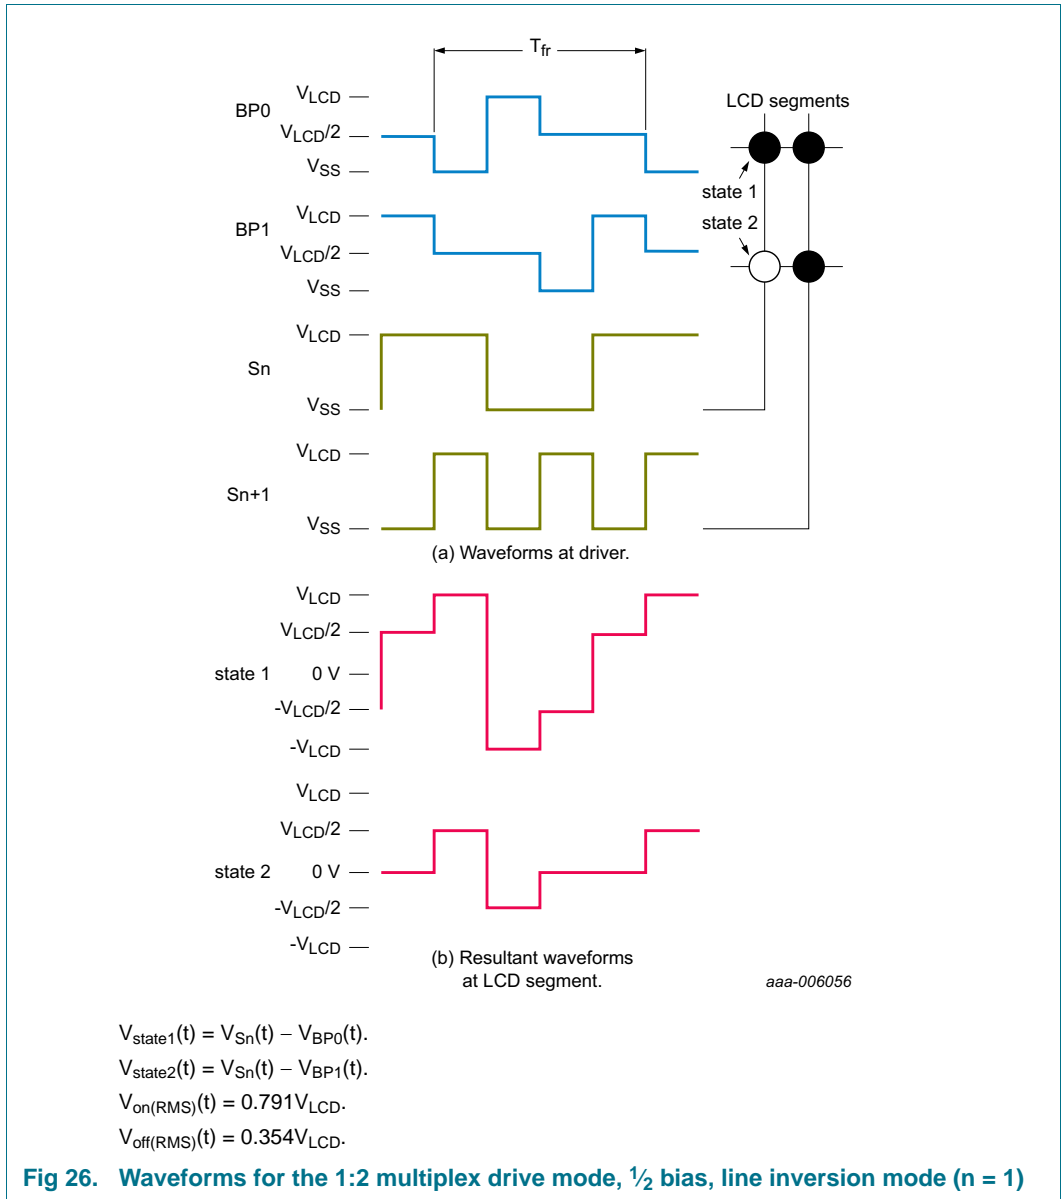 Tfr
BP0
VLCD
VLCD/2
VSS
LCD segments
state 1
BP1
VLCD
VLCD/2
VSS
state 2
Sn
VLCD
VSS
Sn+1
VLCD
VSS
(a) Waveforms at driver.
state 1
VLCD
VLCD/2
0 V
-VLCD/2
-VLCD
state 2
VLCD
VLCD/2
0 V
-VLCD/2
-VLCD
(b) Resultant waveforms
at LCD segment.
aaa-006056
Vstate1(t) = VSn(t) − VBP0(t).
Vstate2(t) = VSn(t) − VBP1(t).
Von(RMS)(t) = 0.791VLCD.
Voff(RMS)(t) = 0.354VLCD.
Fig 26. Waveforms for the 1:2 multiplex drive mode, 1⁄2 bias, line inversion mode (n = 1)